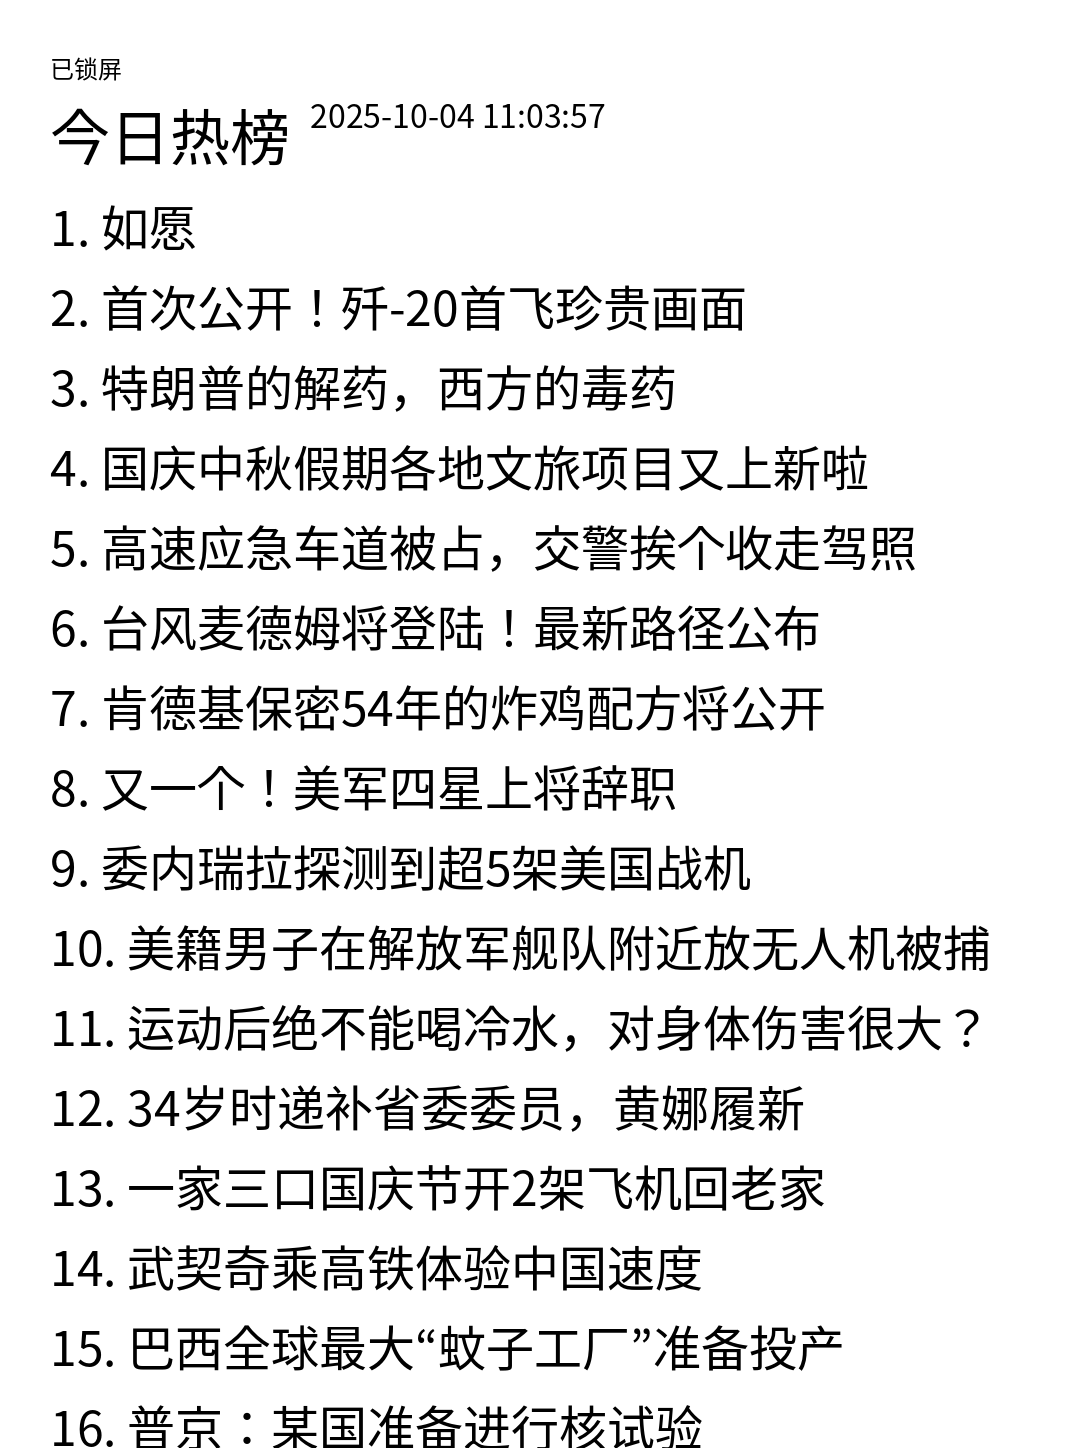 已锁屏
今日热榜 2025-10-04 11:03:57
1. 如愿
2. 首次公开！歼-20首飞珍贵画面
3. 特朗普的解药，西方的毒药
4. 国庆中秋假期各地文旅项目又上新啦
5. 高速应急车道被占，交警挨个收走驾照
6. 台风麦德姆将登陆！最新路径公布
7. 肯德基保密54年的炸鸡配方将公开
8. 又一个！美军四星上将辞职
9. 委内瑞拉探测到超5架美国战机
10. 美籍男子在解放军舰队附近放无人机被捕
11. 运动后绝不能喝冷水，对身体伤害很大？
12. 34岁时递补省委委员，黄娜履新
13. 一家三口国庆节开2架飞机回老家
14. 武契奇乘高铁体验中国速度
15. 巴西全球最大“蚊子工厂”准备投产
16. 普京：某国准备进行核试验